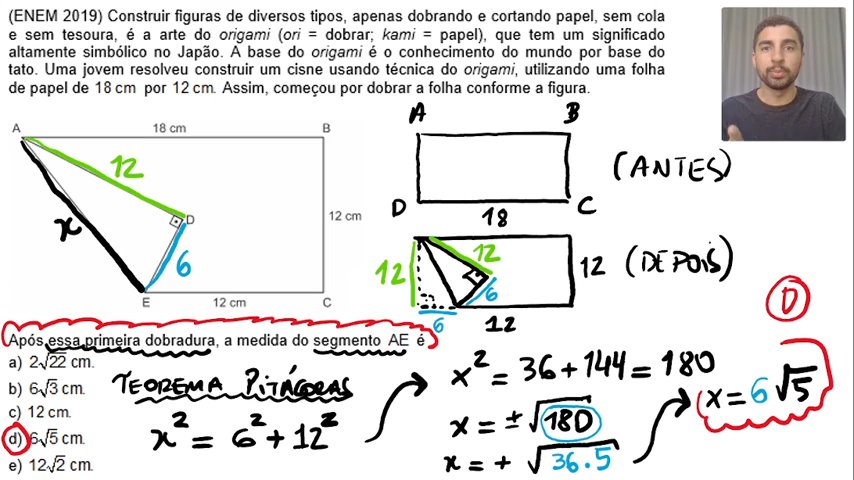 (ENEM 2019) Construir figuras de diversos tipos, apenas dobrando e cortando papel, sem cola
e sem tesoura, é a arte do origami (ori = dobrar; kami = papel), que tem um significado
altamente simbólico no Japão. A base do origami é o conhecimento do mundo por base do
tato. Uma jovem resolveu construir um cisne usando técnica do origami, utilizando uma folha
de papel de 18 cm por 12 cm. Assim, começou por dobrar a folha conforme a figura.
A 18 cm B
12
x
D
6
12 cm
E 12 cm C
A B
D 18 C
(ANTES)
12 12 6 12 (DEPOIS)
6 12
D
Após essa primeira dobradura, a medida do segmento AE é
a) 2√22 cm.
b) 6√3 cm.
c) 12 cm.
d) 6√5 cm.
e) 12√2 cm.
TEOREMA PITÁGORAS
x² = 6² + 12²
x² = 36 + 144 = 180
x = ± √180
x = + √36.5
x = 6√5